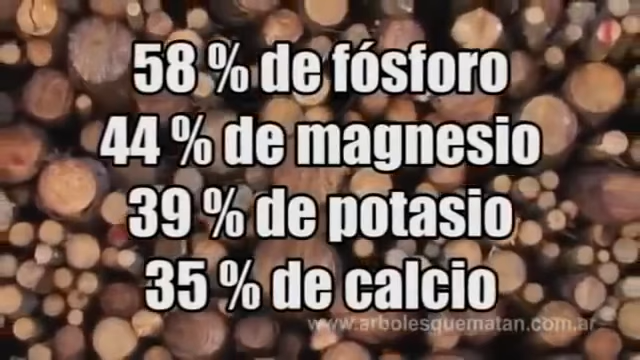 58 % de fósforo
44 % de magnesio
39 % de potasio
35 % de calcio
www.arbolesquematan.com.ar